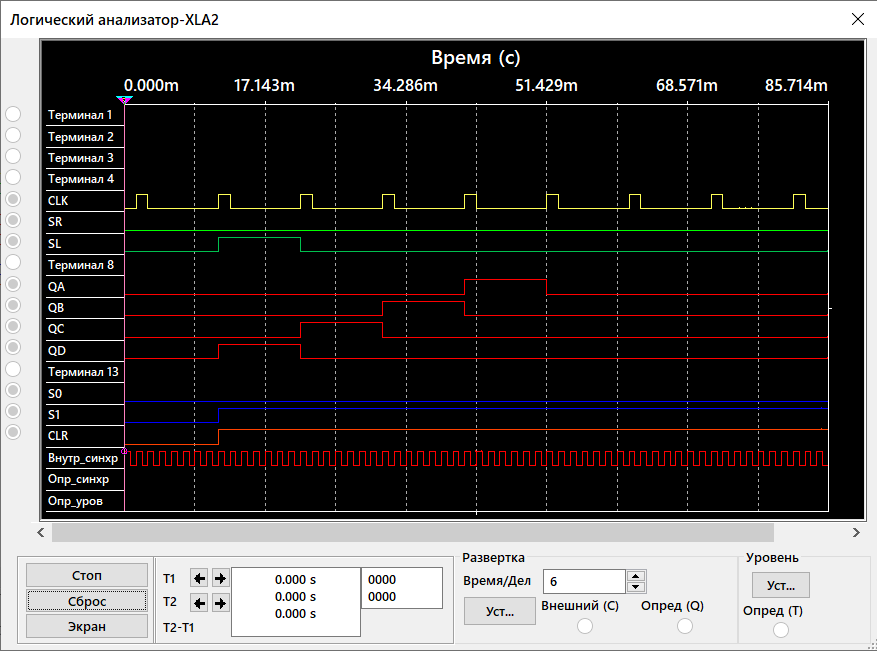 Логический анализатор-XLA2
Время (с)
0.000m 17.143m 34.286m 51.429m 68.571m 85.714m
Терминал 1
Терминал 2
Терминал 3
Терминал 4
CLK
SR
SL
Терминал 8
QA
QB
QC
QD
Терминал 13
S0
S1
CLR
Внутр_синхр
Опр_синхр
Опр_уров
Стоп
Сброс
Экран
T1
T2
T2-T1
0.000 s
0.000 s
0.000 s
0000
0000
Развертка
Время/Дел 6
Уст...
Внешний (C)
Опред (Q)
Уровень
Уст...
Опред (T)